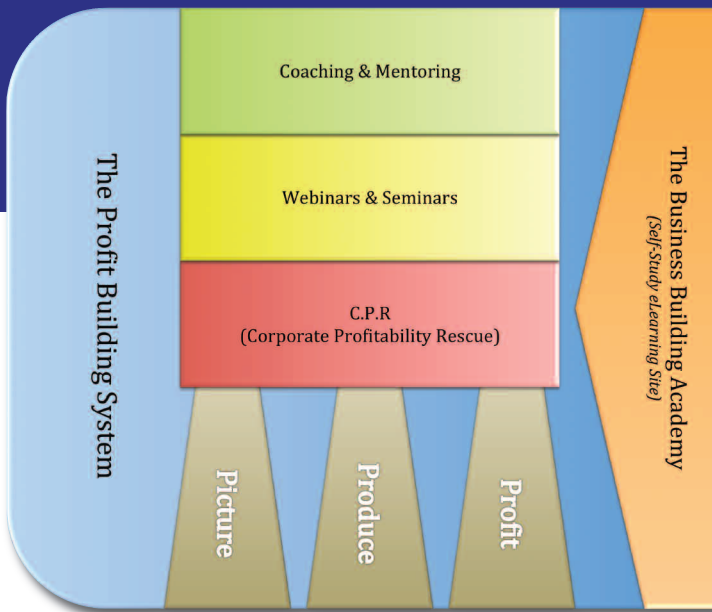 The Profit Building System
Coaching & Mentoring
Webinars & Seminars
C.P.R
(Corporate Profitability Rescue)
Picture
Produce
Profit
The Business Building Academy
(Self-Study eLearning Site)